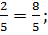 2/5 = 8/5 ;